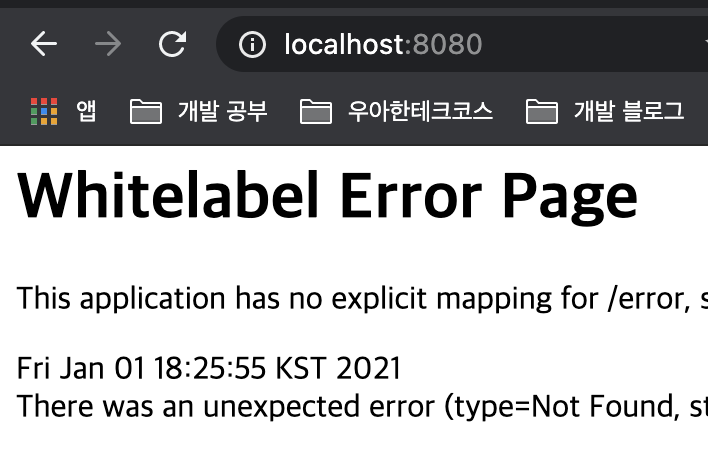 localhost:8080
앱 개발 공부 우아한테크코스 개발 블로그
Whitelabel Error Page
This application has no explicit mapping for /error, s
Fri Jan 01 18:25:55 KST 2021
There was an unexpected error (type=Not Found, st